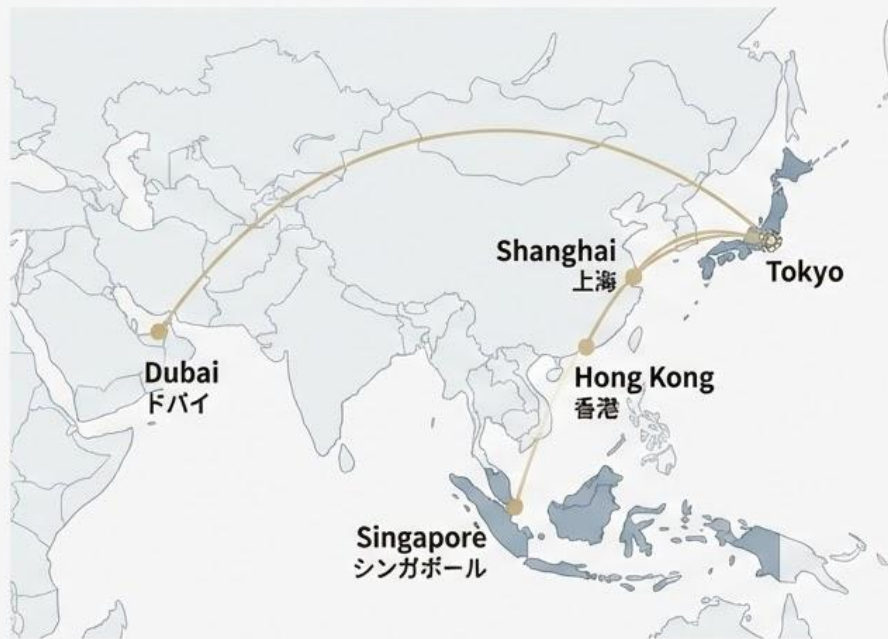 Shanghai
上海
Tokyo
Dubai
ドバイ
Hong Kong
香港
Singapore
シンガポール